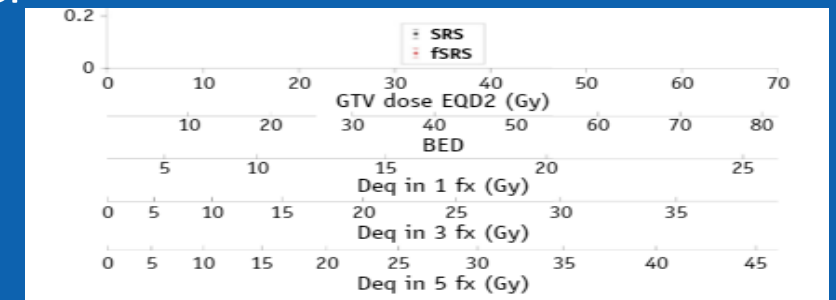 0.2
SRS
fSRS
0
0 10 20 30 40 50 60 70
GTV dose EQD2 (Gy)
10 20 30 40 50 60 70 80
BED
5 10 15 20 25
Deq in 1 fx (Gy)
0 5 10 15 20 25 30 35
Deq in 3 fx (Gy)
0 5 10 15 20 25 30 35 40 45
Deq in 5 fx (Gy)